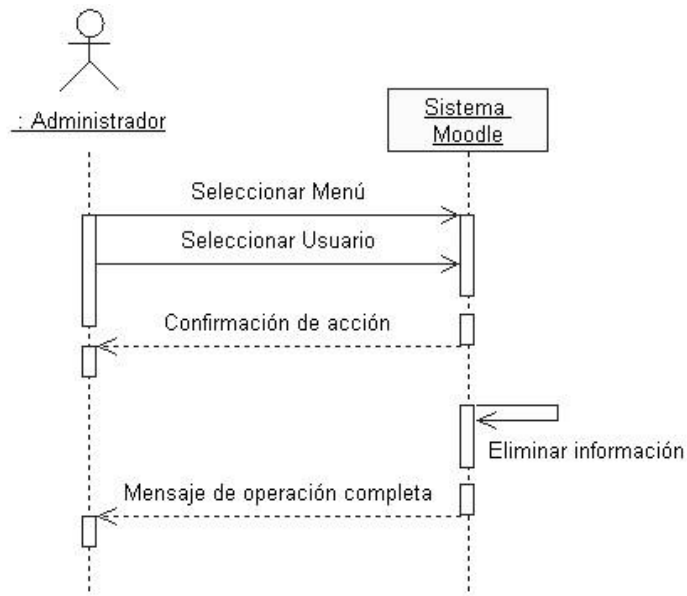 : Administrador
Sistema
Moodle
Seleccionar Menú
Seleccionar Usuario
Confirmación de acción
Eliminar información
Mensaje de operación completa